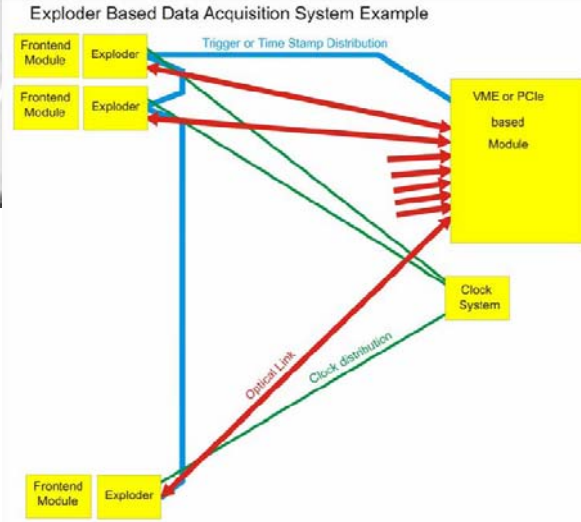 Exploder Based Data Acquisition System Example
Trigger or Time Stamp Distribution
Frontend
Module
Exploder
Frontend
Module
Exploder
VME or PCIe
based
Module
Clock
System
Optical Link
Clock distribution
Frontend
Module
Exploder